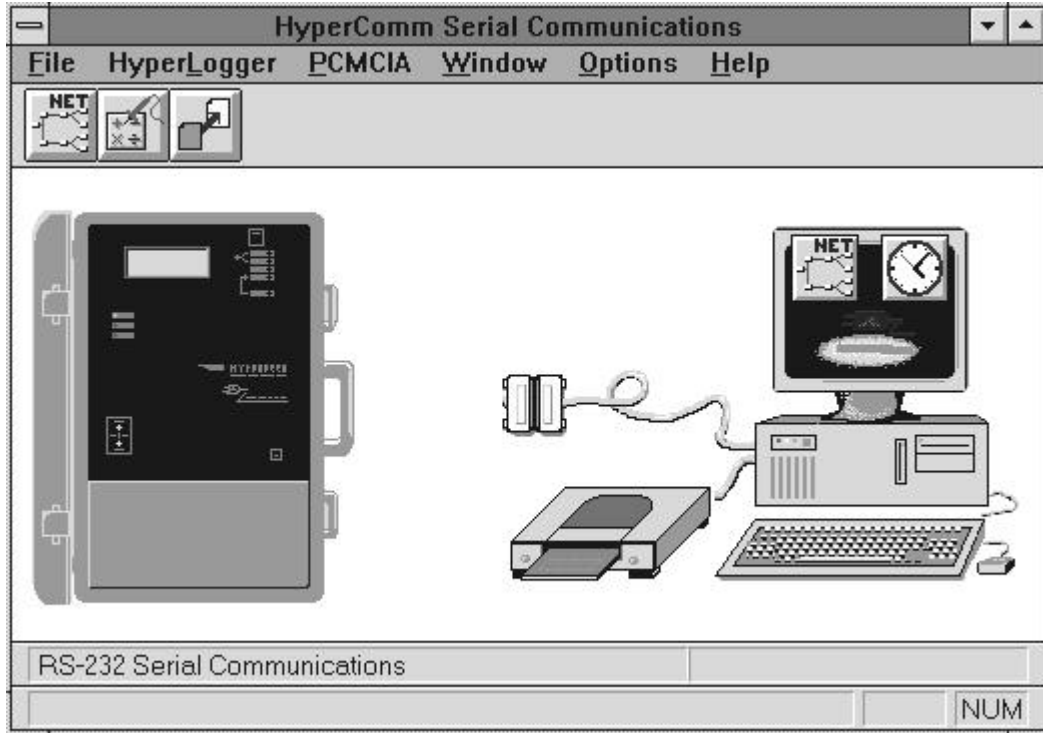 HyperComm Serial Communications
File HyperLogger PCMCIA Window Options Help
NET
NET
RS-232 Serial Communications
NUM